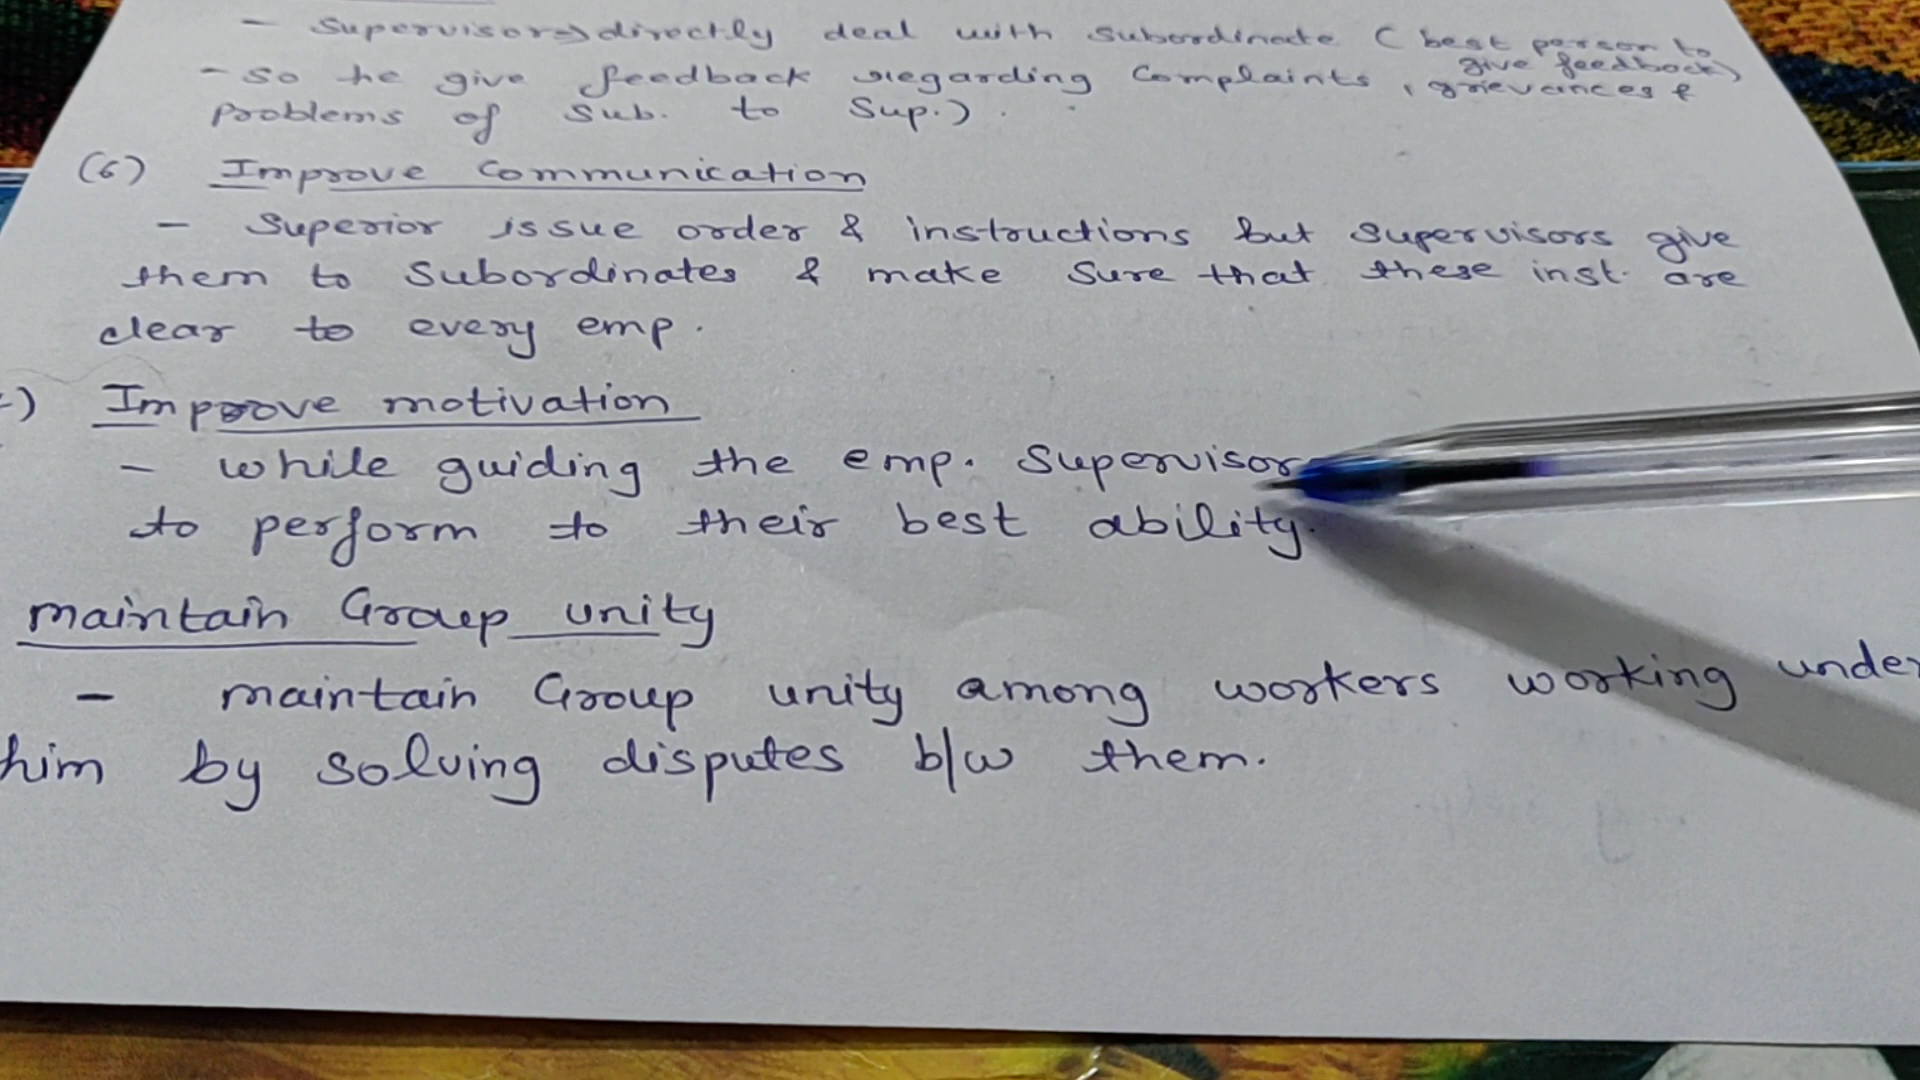 - Supervisor→directly deal with subordinate (best person to
give feedback)
- so he give feedback regarding Complaints, grievances &
problems of Sub. to Sup.).
(6) Improve communication
- Superior issue order & instructions but supervisors give
them to subordinates & make sure that these inst. are
clear to every emp.
) Improve motivation
- while guiding the emp. Supervisor
to perform to their best ability.
maintain Group unity
- maintain Group unity among workers working under
him by solving disputes b/w them.